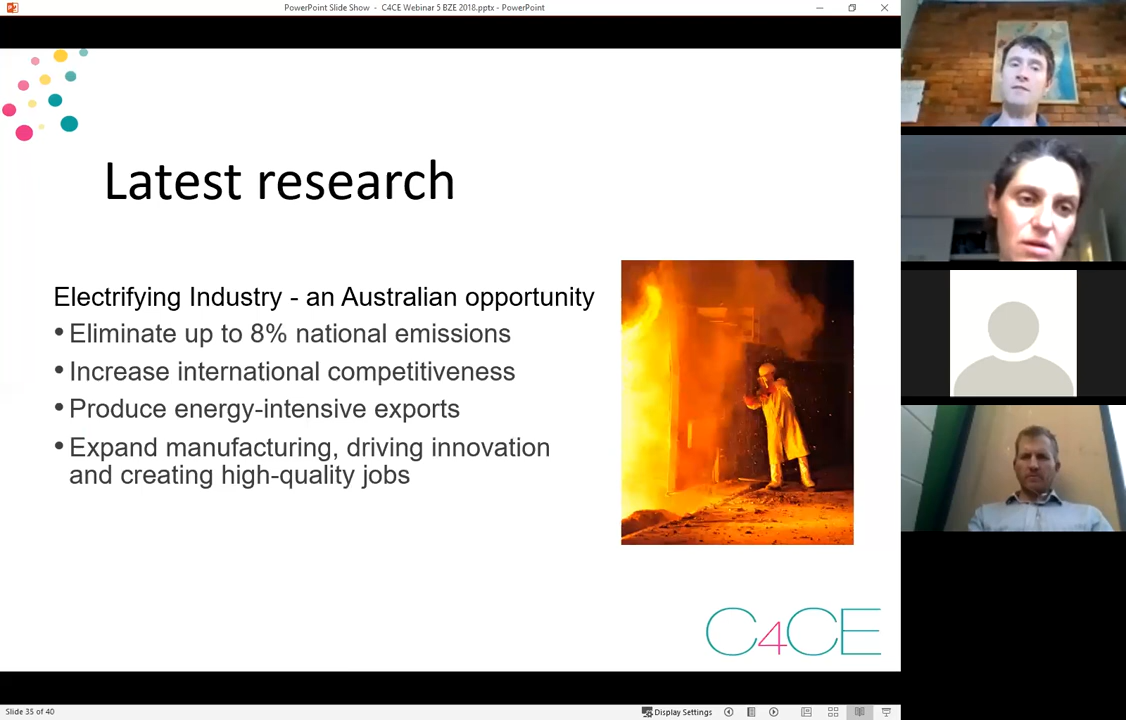 PowerPoint Slide Show - C4CE Webinar 5 BZE 2018.pptx - PowerPoint
Latest research
Electrifying Industry - an Australian opportunity
• Eliminate up to 8% national emissions
• Increase international competitiveness
• Produce energy-intensive exports
• Expand manufacturing, driving innovation
and creating high-quality jobs
C4CE
Slide 35 of 40
Display Settings